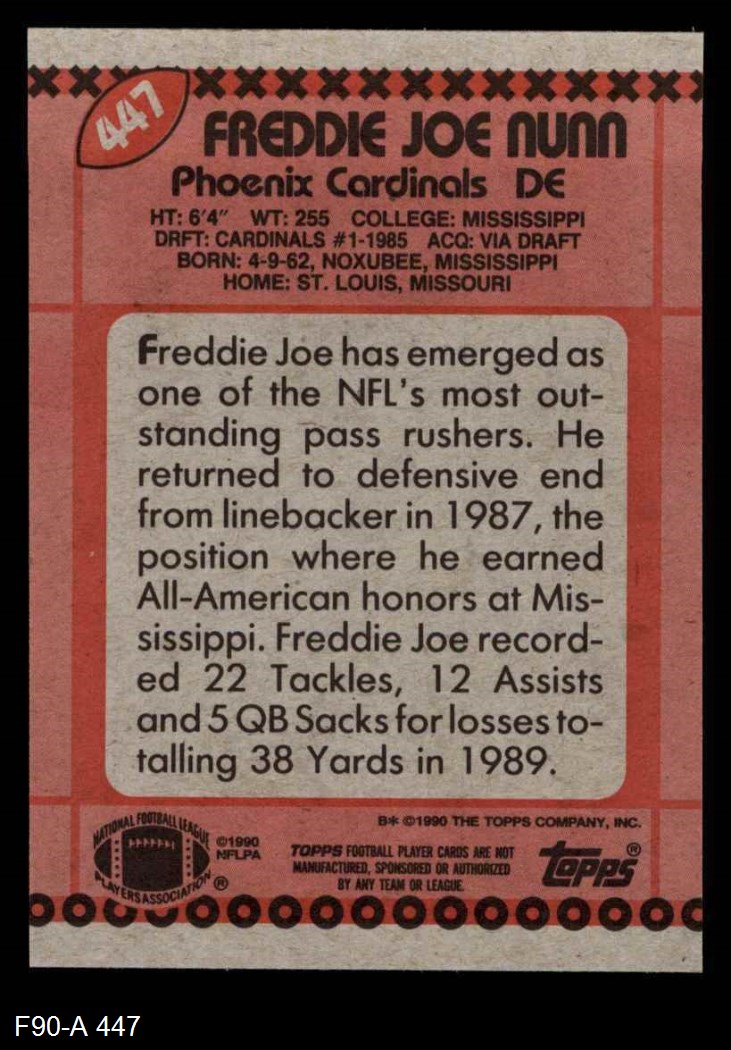 447
FREDDIE JOE NUNN
Phoenix Cardinals DE
HT: 6'4" WT: 255 COLLEGE: MISSISSIPPI
DRFT: CARDINALS #1-1985 ACQ: VIA DRAFT
BORN: 4-9-62, NOXUBEE, MISSISSIPPI
HOME: ST. LOUIS, MISSOURI
Freddie Joe has emerged as
one of the NFL's most out-
standing pass rushers. He
returned to defensive end
from linebacker in 1987, the
position where he earned
All-American honors at Mis-
sissippi. Freddie Joe record-
ed 22 Tackles, 12 Assists
and 5 QB Sacks for losses to-
talling 38 Yards in 1989.
B* ©1990 THE TOPPS COMPANY, INC.
NATIONAL FOOTBALL LEAGUE
PLAYERS ASSOCIATION ®
©1990
NFLPA
TOPPS FOOTBALL PLAYER CARDS ARE NOT
MANUFACTURED, SPONSORED OR AUTHORIZED
BY ANY TEAM OR LEAGUE.
topps ®
F90-A 447